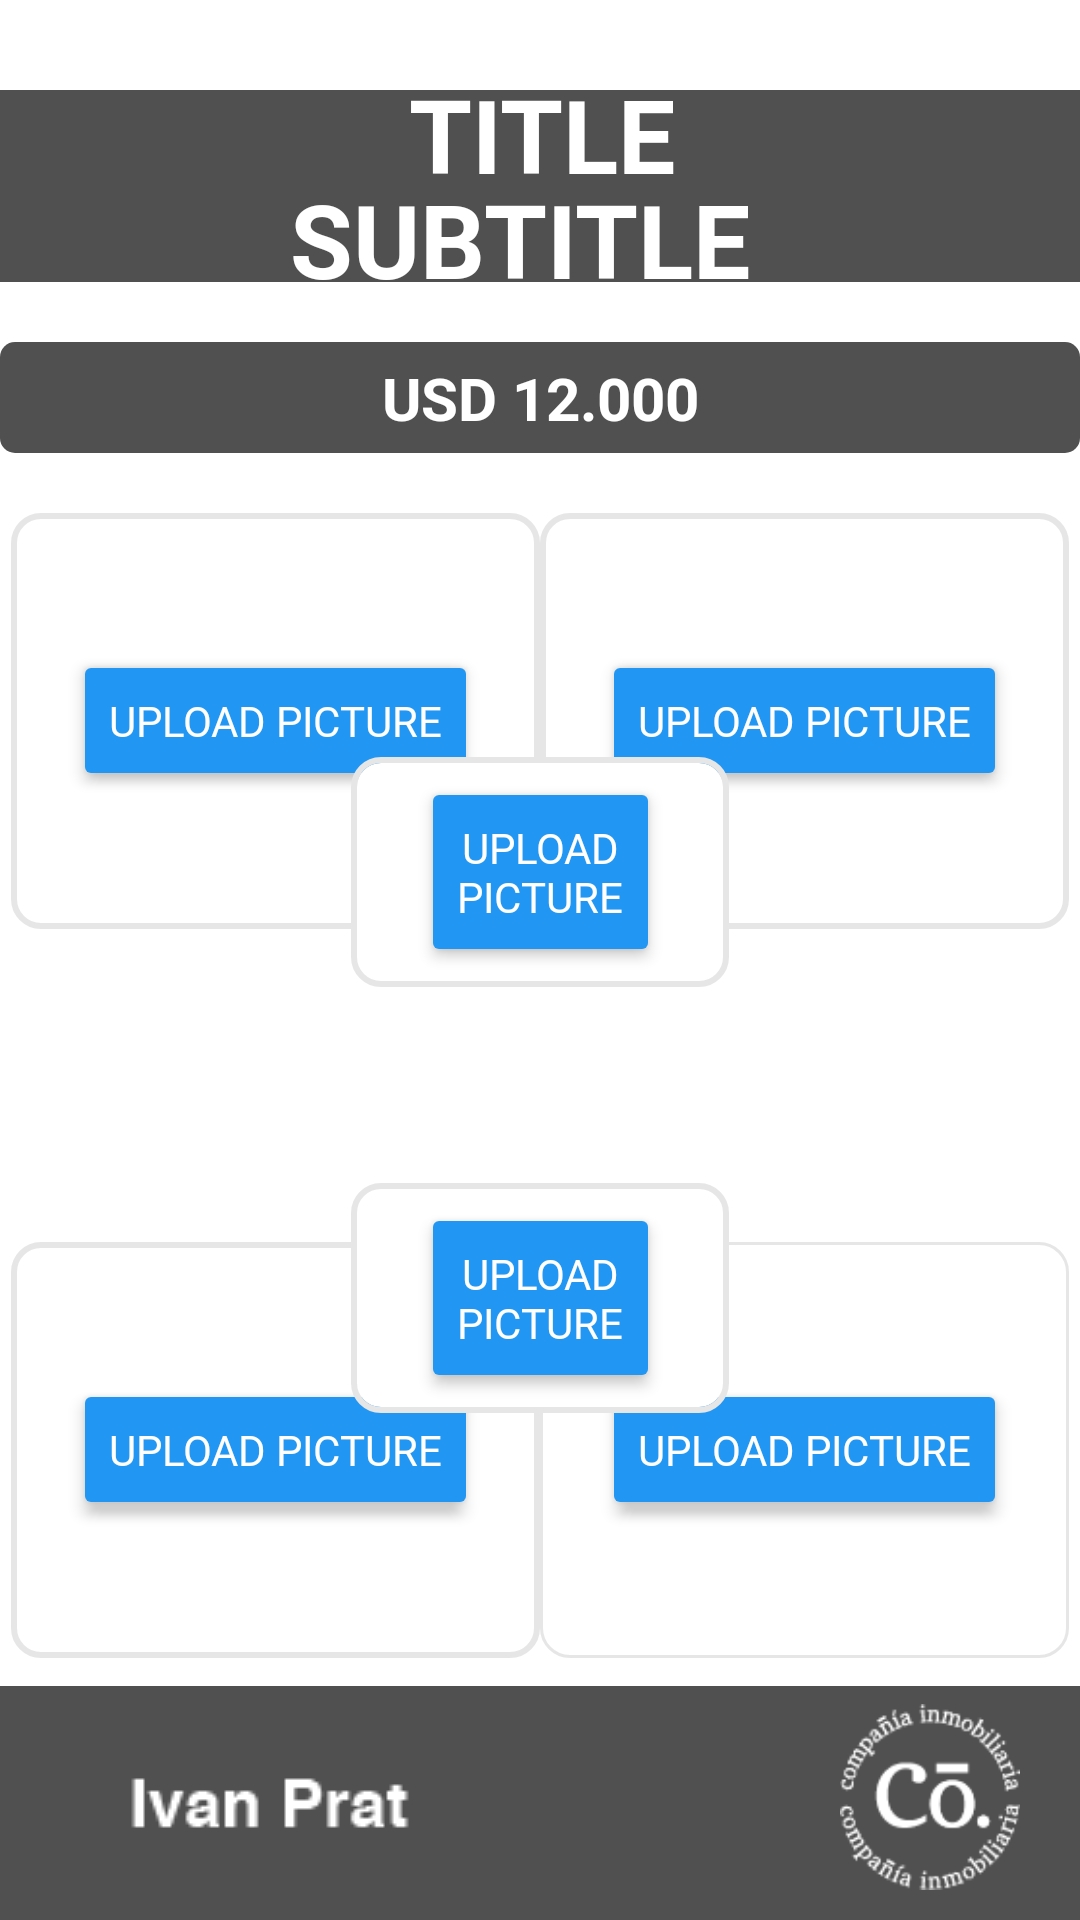 TITLE
SUBTITLE
USD 12.000
UPLOAD PICTURE
UPLOAD PICTURE
UPLOAD
PICTURE
UPLOAD
PICTURE
UPLOAD PICTURE
UPLOAD PICTURE
Ivan Prat
compañía inmobiliaria
Cō.
compañía inmobiliaria